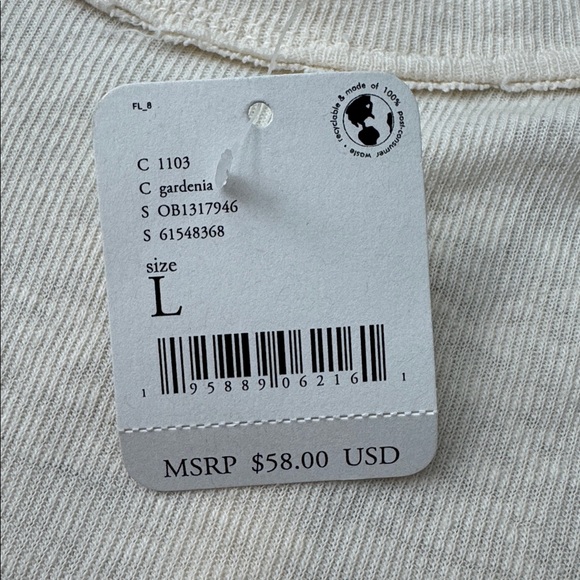 FL_8
recyclable & made of 100% post-consumer waste •
C 1103
C gardenia
S OB1317946
S 61548368
size
L
1 95889 06216 1
MSRP $58.00 USD